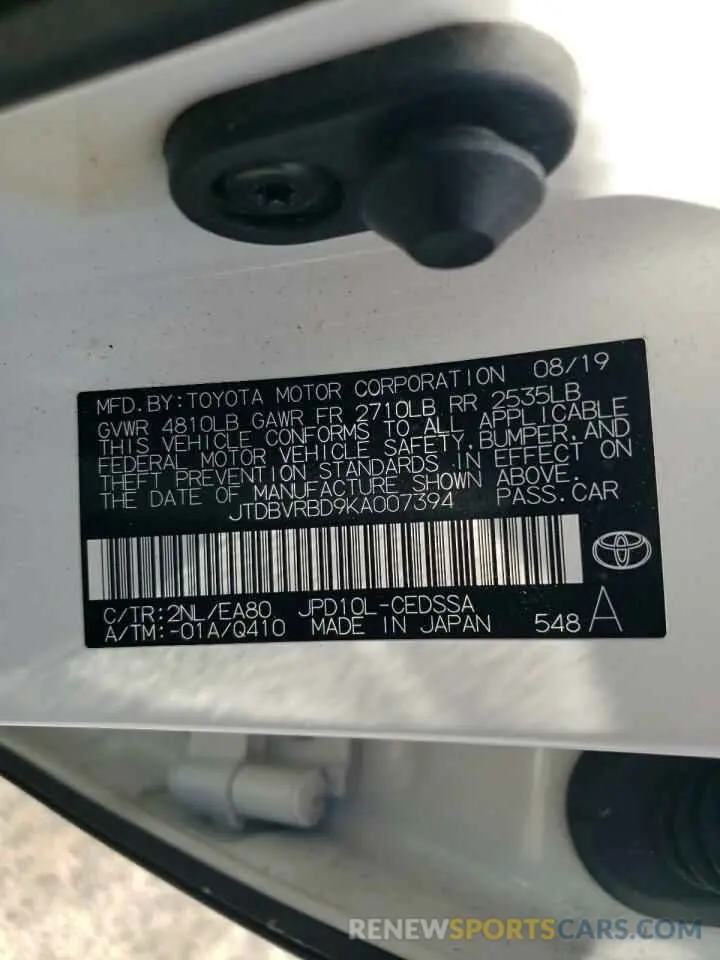 MFD.BY:TOYOTA MOTOR CORPORATION 08/19
GVWR 4810LB GAWR FR 2710LB RR 2535LB
THIS VEHICLE CONFORMS TO ALL APPLICABLE
FEDERAL MOTOR VEHICLE SAFETY,BUMPER,AND
THEFT PREVENTION STANDARDS IN EFFECT ON
THE DATE OF MANUFACTURE SHOWN ABOVE.
JTDBVRBD9KA007394 PASS.CAR
C/TR:2NL/EA80 JPD10L-CEDSSA
A/TM:-01A/Q410 MADE IN JAPAN 548 A
RENEWSPORTSCARS.COM